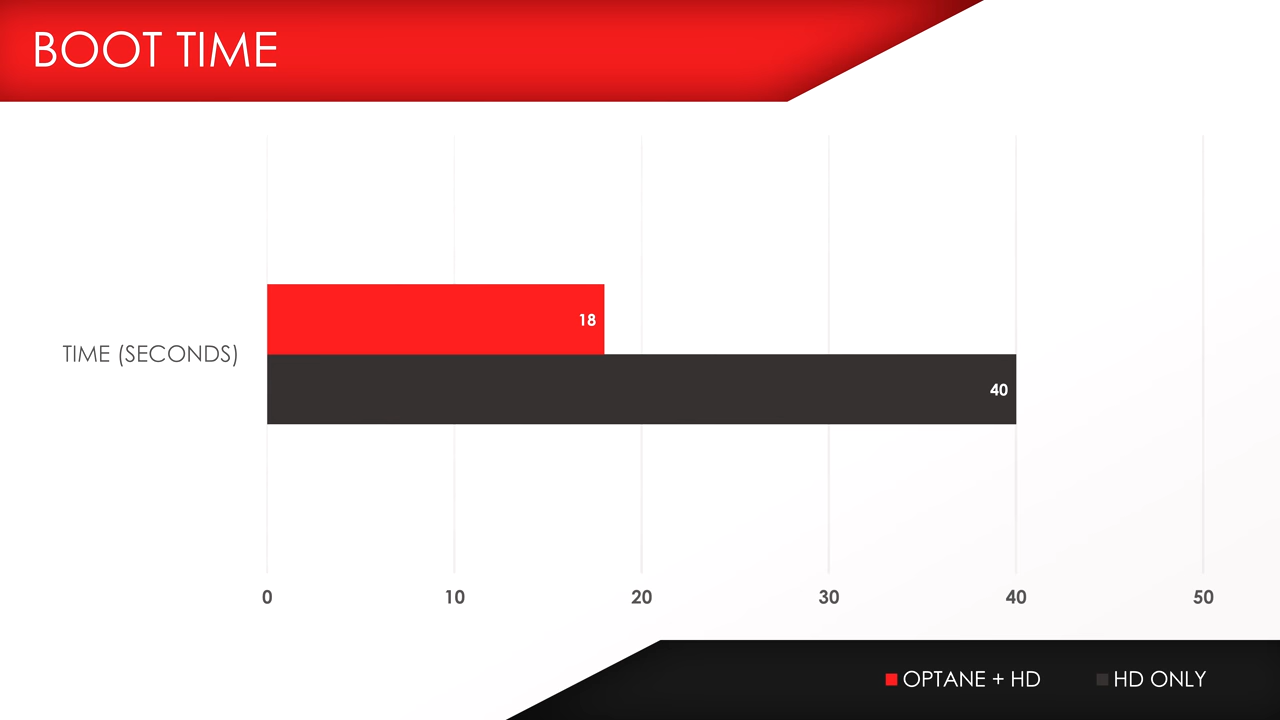 BOOT TIME
18
TIME (SECONDS)
40
0 10 20 30 40 50
OPTANE + HD HD ONLY